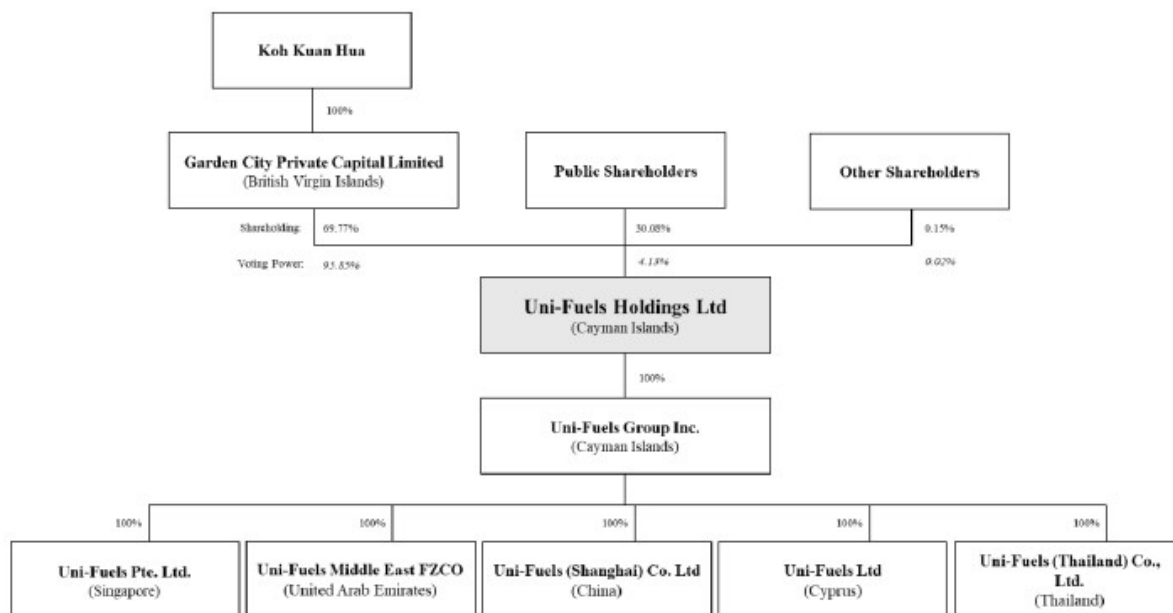 Koh Kuan Hua
100%
Garden City Private Capital Limited
(British Virgin Islands)
Public Shareholders
Other Shareholders
Shareholding: 69.77% 30.08% 0.15%
Voting Power: 95.85% 4.13% 0.02%
Uni-Fuels Holdings Ltd
(Cayman Islands)
100%
Uni-Fuels Group Inc.
(Cayman Islands)
100% 100% 100% 100% 100%
Uni-Fuels Pte. Ltd.
(Singapore)
Uni-Fuels Middle East FZCO
(United Arab Emirates)
Uni-Fuels (Shanghai) Co. Ltd
(China)
Uni-Fuels Ltd
(Cyprus)
Uni-Fuels (Thailand) Co.,
Ltd.
(Thailand)